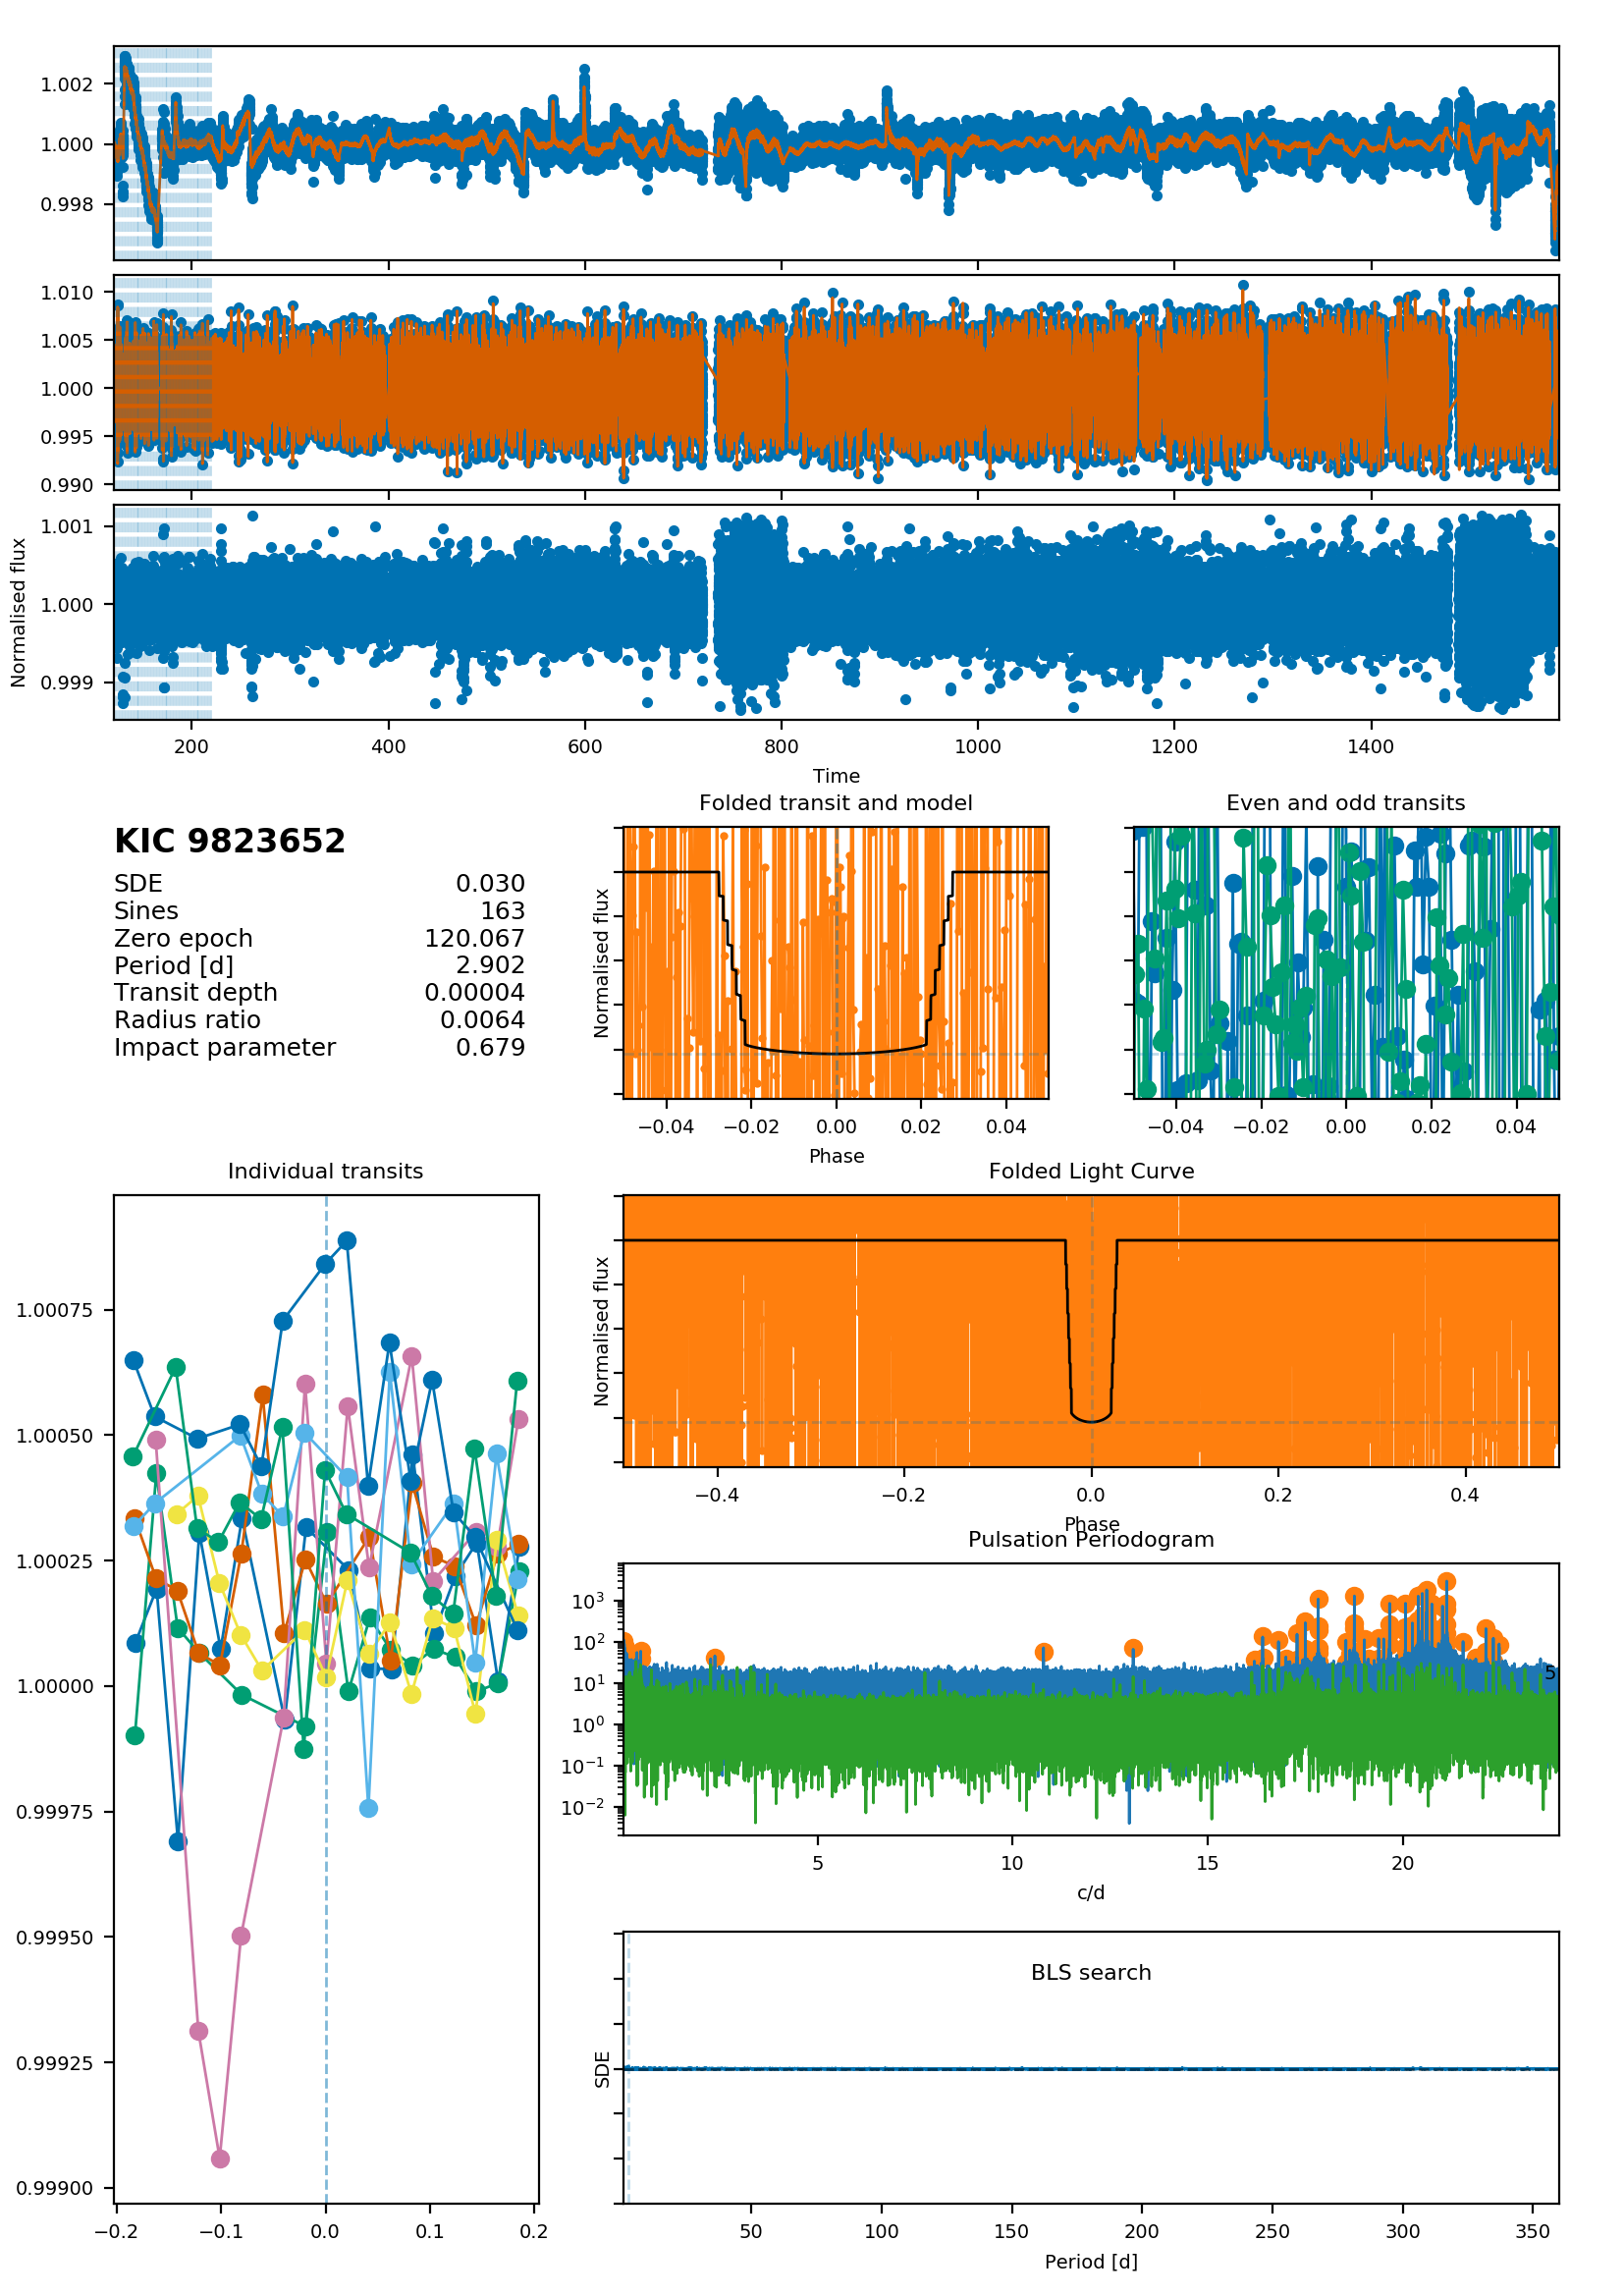 1.002
1.000
0.998
1.010
1.005
1.000
0.995
0.990
1.001
1.000
0.999
Normalised flux
200 400 600 800 1000 1200 1400
Time
KIC 9823652
SDE 0.030
Sines 163
Zero epoch 120.067
Period [d] 2.902
Transit depth 0.00004
Radius ratio 0.0064
Impact parameter 0.679
Folded transit and model
Normalised flux
−0.04 −0.02 0.00 0.02 0.04
Phase
Even and odd transits
−0.04 −0.02 0.00 0.02 0.04
Individual transits
1.00075
1.00050
1.00025
1.00000
0.99975
0.99950
0.99925
0.99900
−0.2 −0.1 0.0 0.1 0.2
Folded Light Curve
Normalised flux
−0.4 −0.2 0.0 0.2 0.4
Phase
Pulsation Periodogram
10³
10²
10¹
10⁰
10⁻¹
10⁻²
5
5 10 15 20
c/d
BLS search
SDE
50 100 150 200 250 300 350
Period [d]